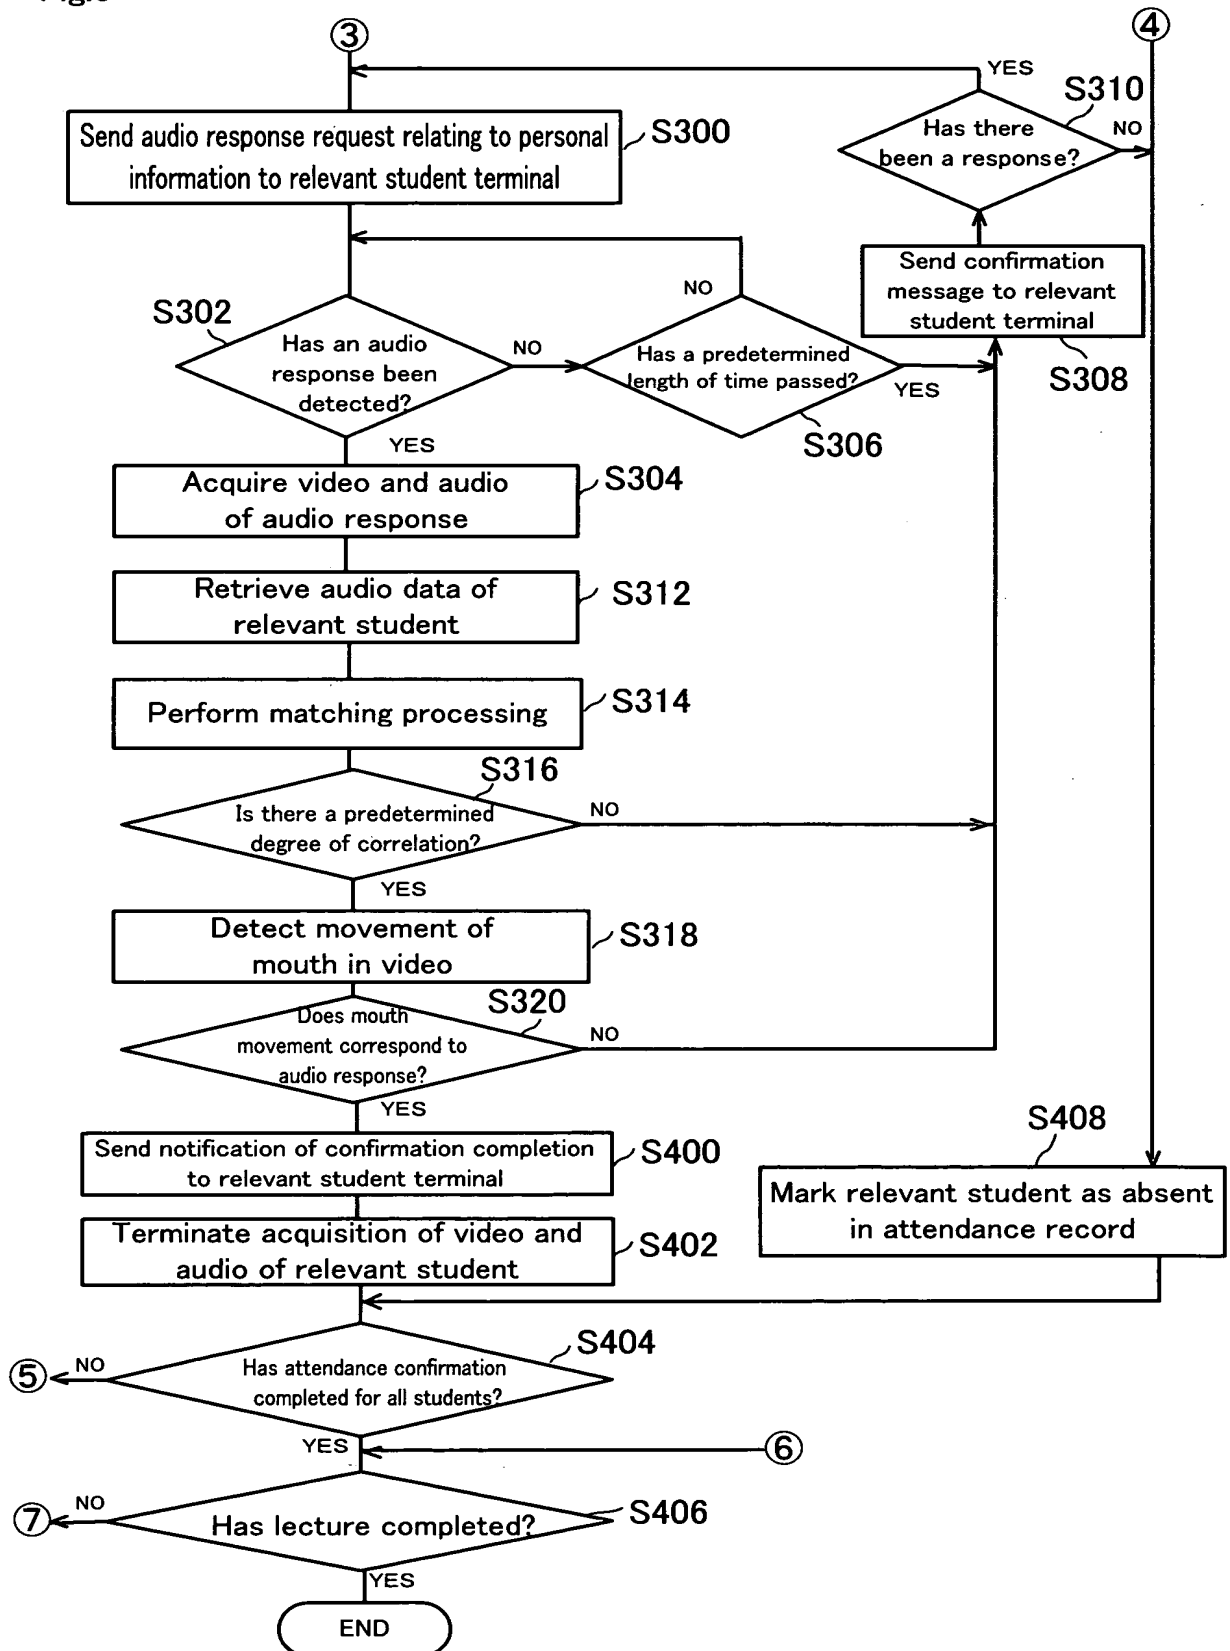 ③
④
YES
S310
Has there
been a response?
NO
Send audio response request relating to personal
information to relevant student terminal
S300
Send confirmation
message to relevant
student terminal
S308
S302
Has an audio
response been
detected?
NO
NO
Has a predetermined
length of time passed?
YES
S306
YES
Acquire video and audio
of audio response
S304
Retrieve audio data of
relevant student
S312
Perform matching processing
S314
S316
Is there a predetermined
degree of correlation?
NO
YES
Detect movement of
mouth in video
S318
S320
Does mouth
movement correspond to
audio response?
NO
YES
Send notification of confirmation completion
to relevant student terminal
S400
S408
Mark relevant student as absent
in attendance record
Terminate acquisition of video and
audio of relevant student
S402
S404
Has attendance confirmation
completed for all students?
NO
⑤
YES
⑥
NO
⑦
Has lecture completed?
S406
YES
END